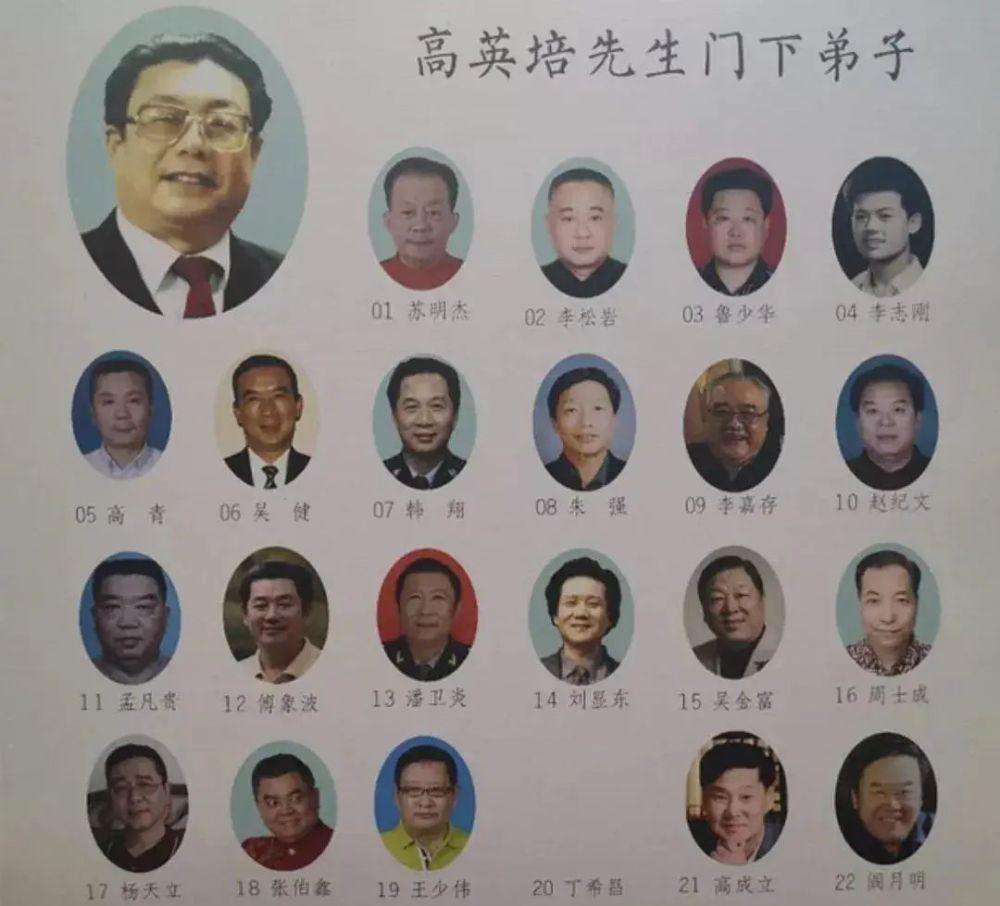 高英培先生门下弟子
01 苏明杰
02 李松岩
03 鲁少华
04 李志刚
05 高 青
06 吴 健
07 韩 翔
08 朱 强
09 李嘉存
10 赵纪文
11 孟凡贵
12 傅象波
13 潘卫炎
14 刘显东
15 吴金富
16 周士成
17 杨天立
18 张伯鑫
19 王少伟
20 丁希昌
21 高成立
22 阎月明